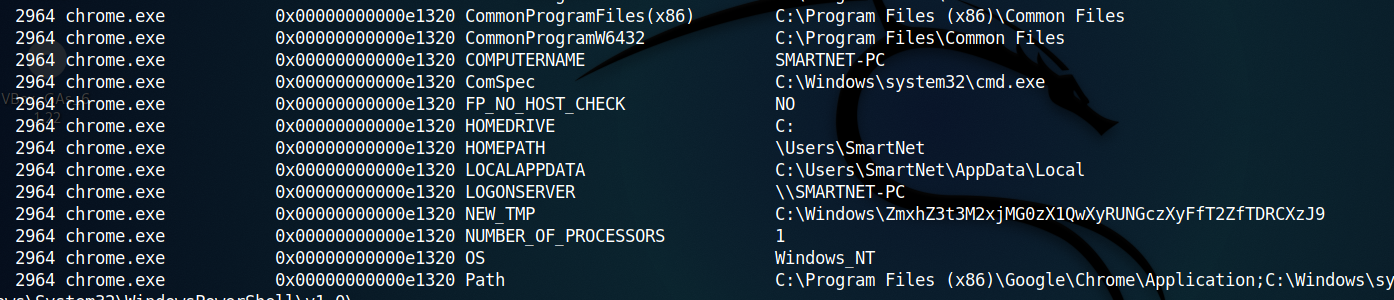 2964 chrome.exe 0x00000000000e1320 CommonProgramFiles(x86) C:\Program Files (x86)\Common Files
2964 chrome.exe 0x00000000000e1320 CommonProgramW6432 C:\Program Files\Common Files
2964 chrome.exe 0x00000000000e1320 COMPUTERNAME SMARTNET-PC
2964 chrome.exe 0x00000000000e1320 ComSpec C:\Windows\system32\cmd.exe
2964 chrome.exe 0x00000000000e1320 FP_NO_HOST_CHECK NO
2964 chrome.exe 0x00000000000e1320 HOMEDRIVE C:
2964 chrome.exe 0x00000000000e1320 HOMEPATH \Users\SmartNet
2964 chrome.exe 0x00000000000e1320 LOCALAPPDATA C:\Users\SmartNet\AppData\Local
2964 chrome.exe 0x00000000000e1320 LOGONSERVER \\SMARTNET-PC
2964 chrome.exe 0x00000000000e1320 NEW_TMP C:\Windows\ZmxhZ3t3M2xjMG0zX1QwXyRUNGczXyFfT2ZfTDRCXzJ9
2964 chrome.exe 0x00000000000e1320 NUMBER_OF_PROCESSORS 1
2964 chrome.exe 0x00000000000e1320 OS Windows_NT
2964 chrome.exe 0x00000000000e1320 Path C:\Program Files (x86)\Google\Chrome\Application;C:\Windows\sy
ows\System32\WindowsPowerShell\v1.0\